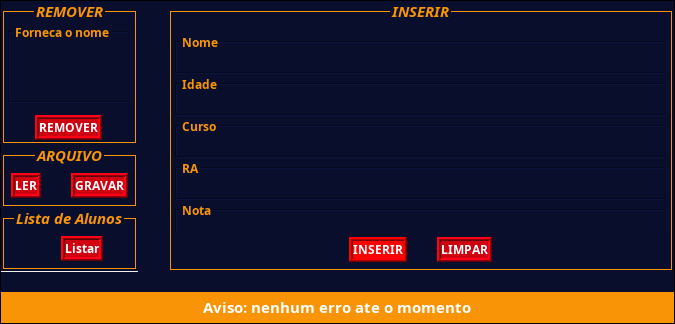 REMOVER
Forneca o nome
REMOVER
ARQUIVO
LER
GRAVAR
Lista de Alunos
Listar
INSERIR
Nome
Idade
Curso
RA
Nota
INSERIR
LIMPAR
Aviso: nenhum erro ate o momento